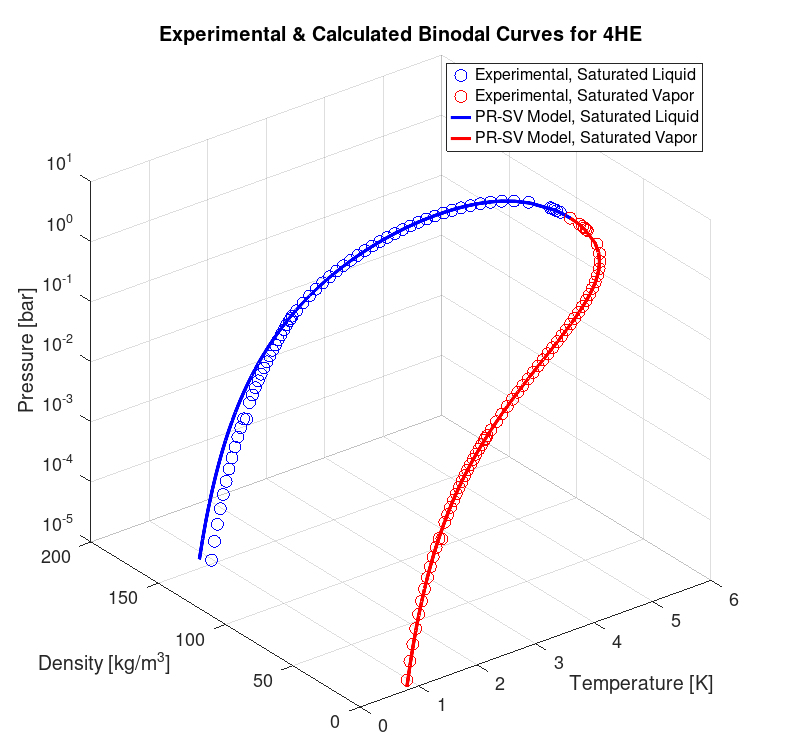 Experimental & Calculated Binodal Curves for 4HE
Experimental, Saturated Liquid
Experimental, Saturated Vapor
PR-SV Model, Saturated Liquid
PR-SV Model, Saturated Vapor
Pressure [bar]
10^1
10^0
10^-1
10^-2
10^-3
10^-4
10^-5
200
150
100
50
0
Density [kg/m^3]
0
1
2
3
4
5
6
Temperature [K]